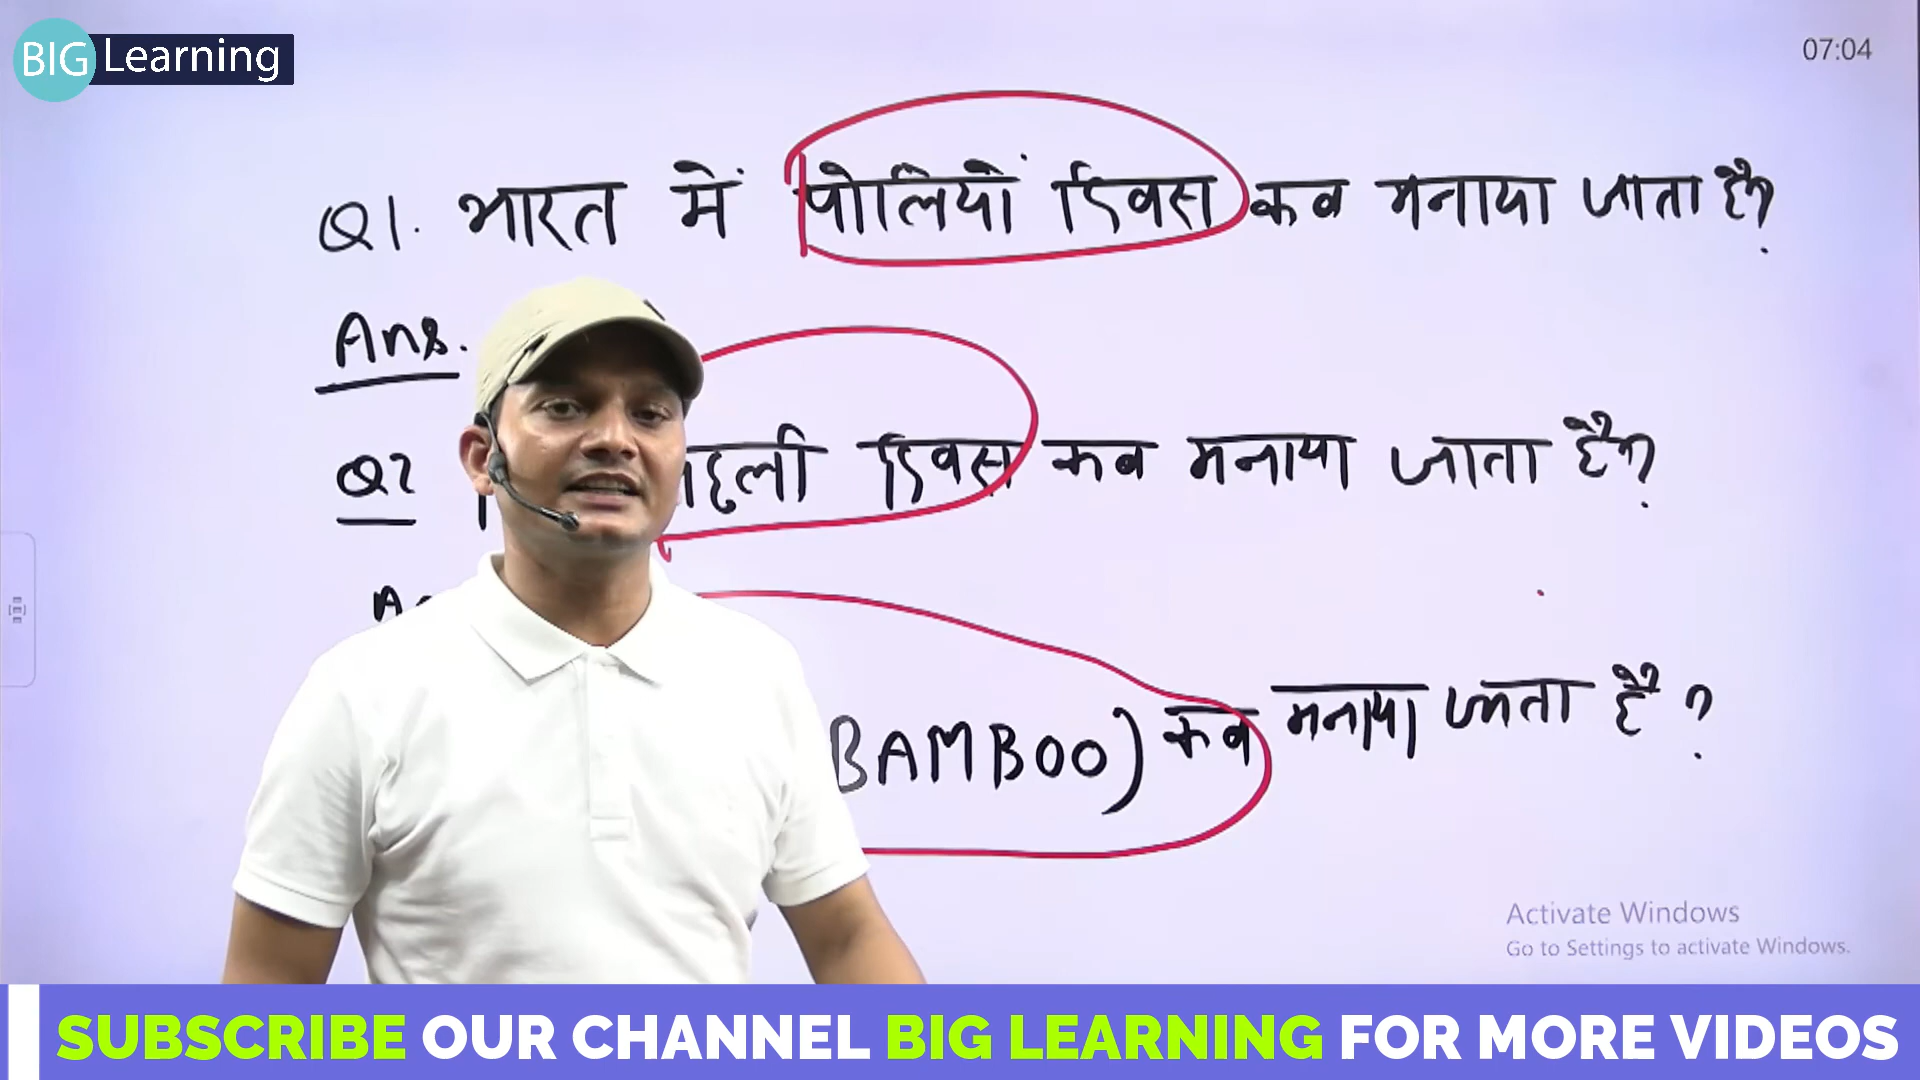 BIG Learning
07:04
Q1. भारत में पोलियों दिवस कब मनाया जाता है?
Ans.
Q2 दिवस कब मनाया जाता है?
BAMBOO) कब मनाया जाता है ?
Activate Windows
Go to Settings to activate Windows.
SUBSCRIBE OUR CHANNEL BIG LEARNING FOR MORE VIDEOS